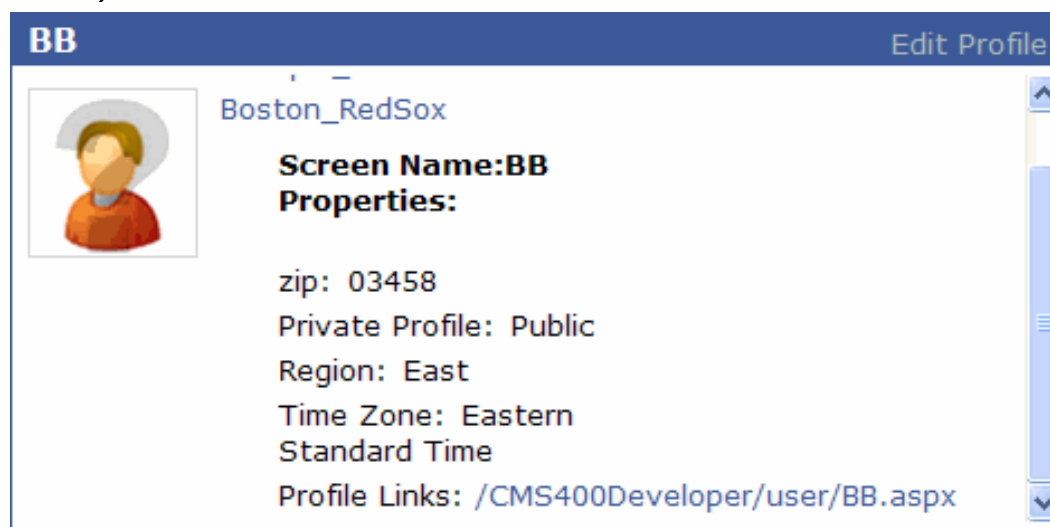 BB
Edit Profile
Boston_RedSox
Screen Name:BB
Properties:
zip: 03458
Private Profile: Public
Region: East
Time Zone: Eastern
Standard Time
Profile Links: /CMS400Developer/user/BB.aspx